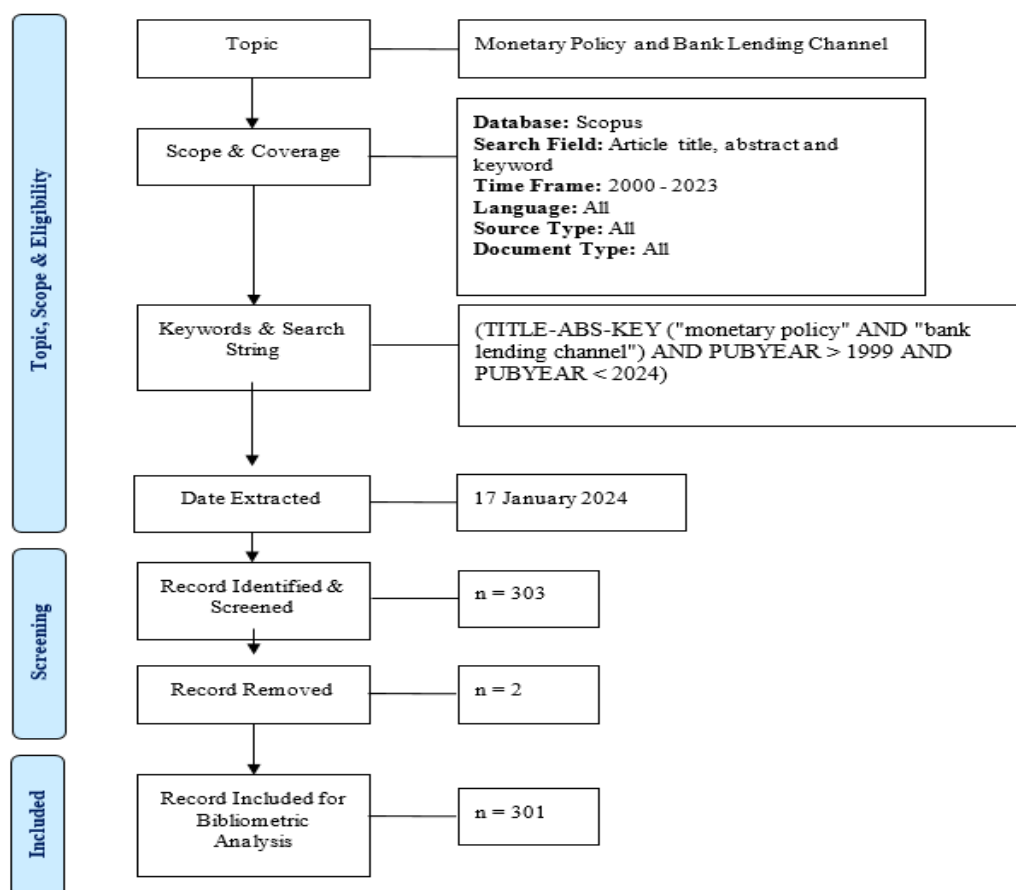 Topic, Scope & Eligibility
Topic
Monetary Policy and Bank Lending Channel
Scope & Coverage
Database: Scopus
Search Field: Article title, abstract and
keyword
Time Frame: 2000 - 2023
Language: All
Source Type: All
Document Type: All
Keywords & Search
String
(TITLE-ABS-KEY ("monetary policy" AND "bank
lending channel") AND PUBYEAR > 1999 AND
PUBYEAR < 2024)
Date Extracted
17 January 2024
Screening
Record Identified &
Screened
n = 303
Record Removed
n = 2
Included
Record Included for
Bibliometric
Analysis
n = 301